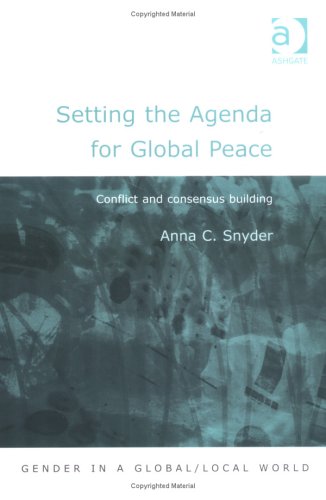 Copyrighted Material
a
ASHGATE
Setting the Agenda
for Global Peace
Conflict and consensus building
Anna C. Snyder
GENDER IN A GLOBAL/LOCAL WORLD
Copyrighted Material